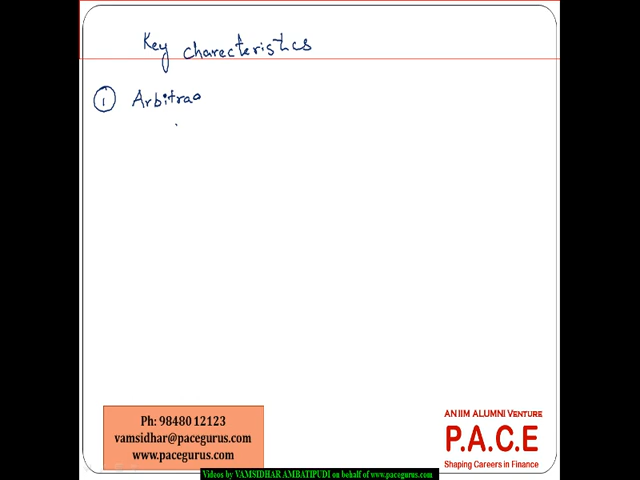 Key charecteristics
1 Arbitrao
Ph: 98480 12123
vamsidhar@pacegurus.com
www.pacegurus.com
AN IIM ALUMNI VENTURE
P.A.C.E
Shaping Careers in Finance
Videos by VAMSIDHAR AMBATIPUDI on behalf of www.pacegurus.com